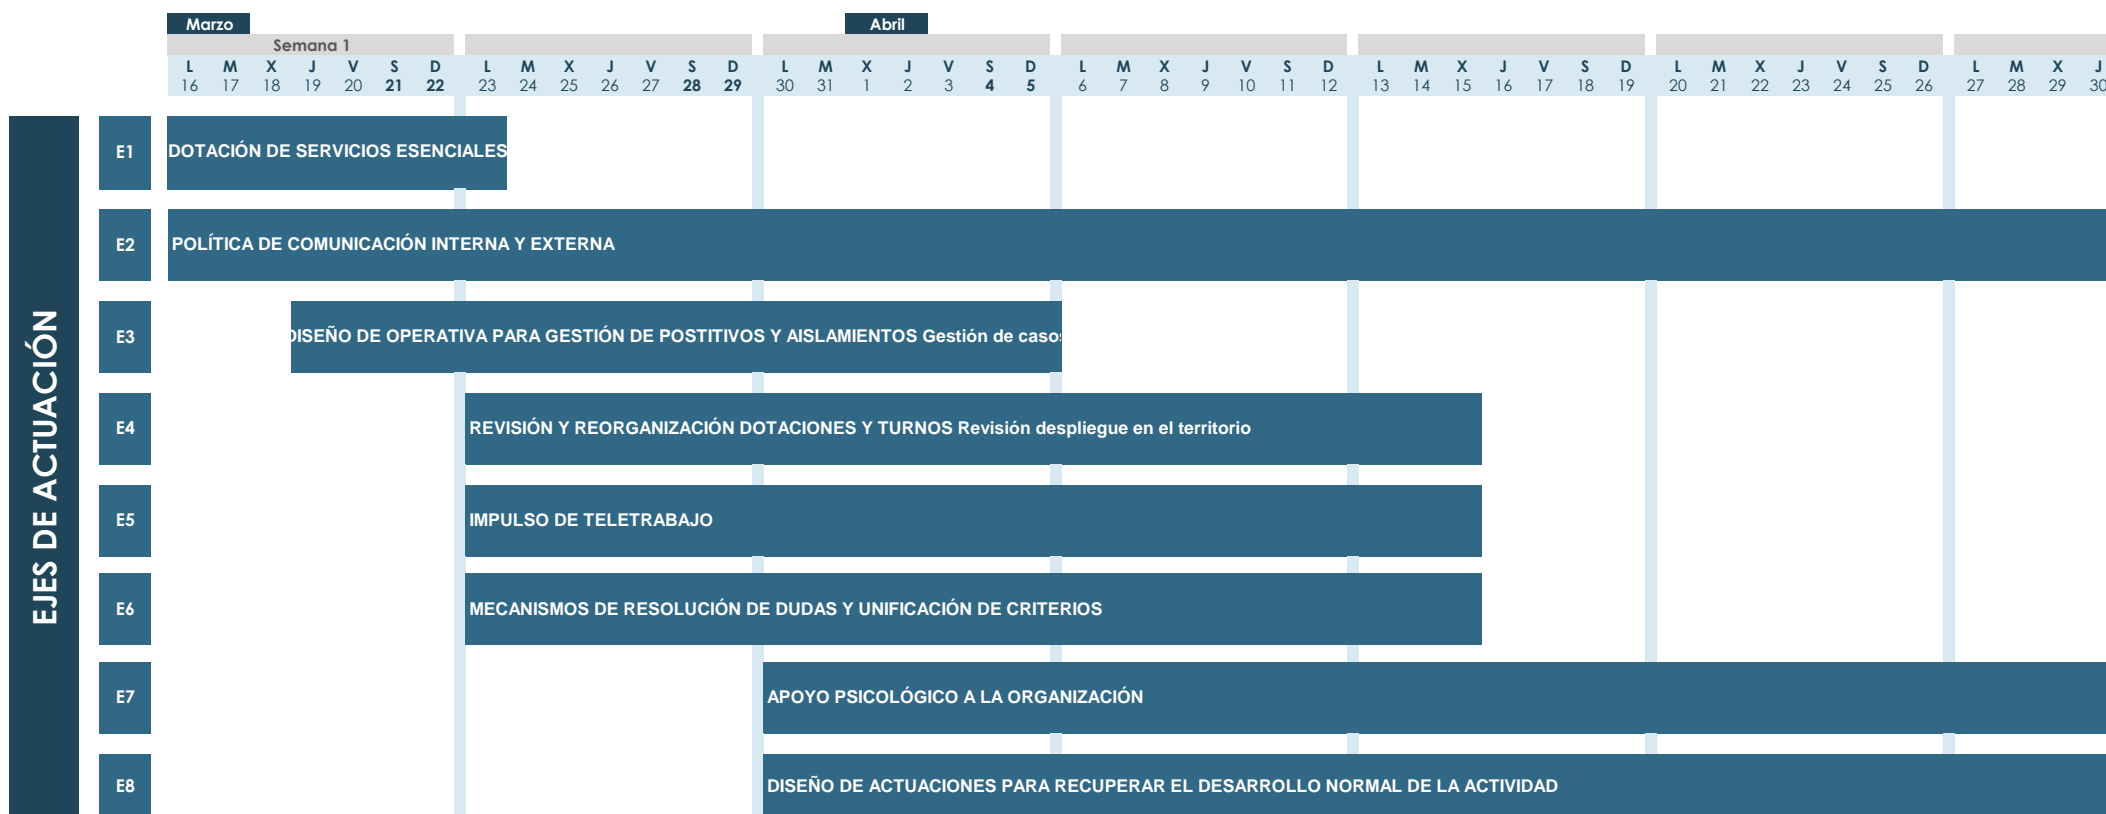 Marzo Abril
Semana 1
L M X J V S D L M X J V S D L M X J V S D L M X J V S D L M X J V S D L M X J V S D L M X J
16 17 18 19 20 21 22 23 24 25 26 27 28 29 30 31 1 2 3 4 5 6 7 8 9 10 11 12 13 14 15 16 17 18 19 20 21 22 23 24 25 26 27 28 29 30
EJES DE ACTUACIÓN
E1 DOTACIÓN DE SERVICIOS ESENCIALES
E2 POLÍTICA DE COMUNICACIÓN INTERNA Y EXTERNA
E3 DISEÑO DE OPERATIVA PARA GESTIÓN DE POSTITIVOS Y AISLAMIENTOS Gestión de casos
E4 REVISIÓN Y REORGANIZACIÓN DOTACIONES Y TURNOS Revisión despliegue en el territorio
E5 IMPULSO DE TELETRABAJO
E6 MECANISMOS DE RESOLUCIÓN DE DUDAS Y UNIFICACIÓN DE CRITERIOS
E7 APOYO PSICOLÓGICO A LA ORGANIZACIÓN
E8 DISEÑO DE ACTUACIONES PARA RECUPERAR EL DESARROLLO NORMAL DE LA ACTIVIDAD